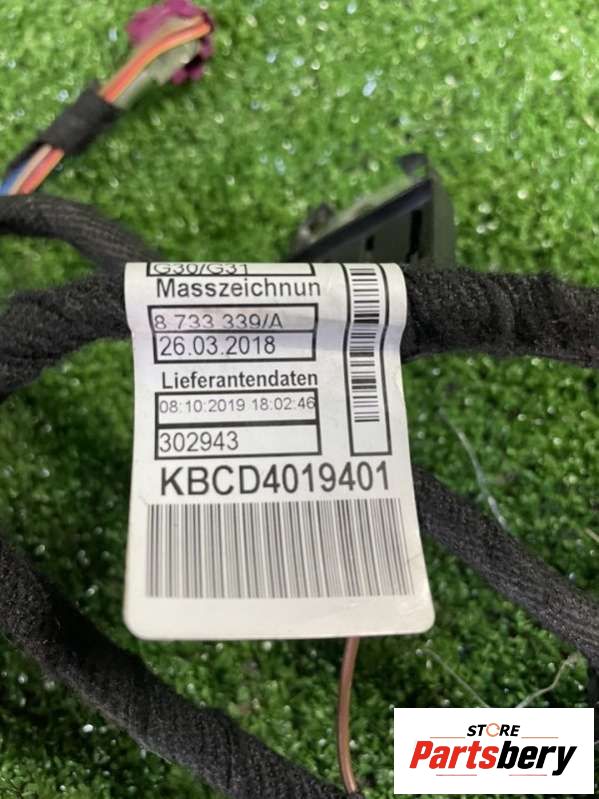 G30/G31
Masszeichnun
8 733 339/A
26.03.2018
Lieferantendaten
08:10:2019 18:02:46
302943
KBCD4019401
STORE
Partsbery